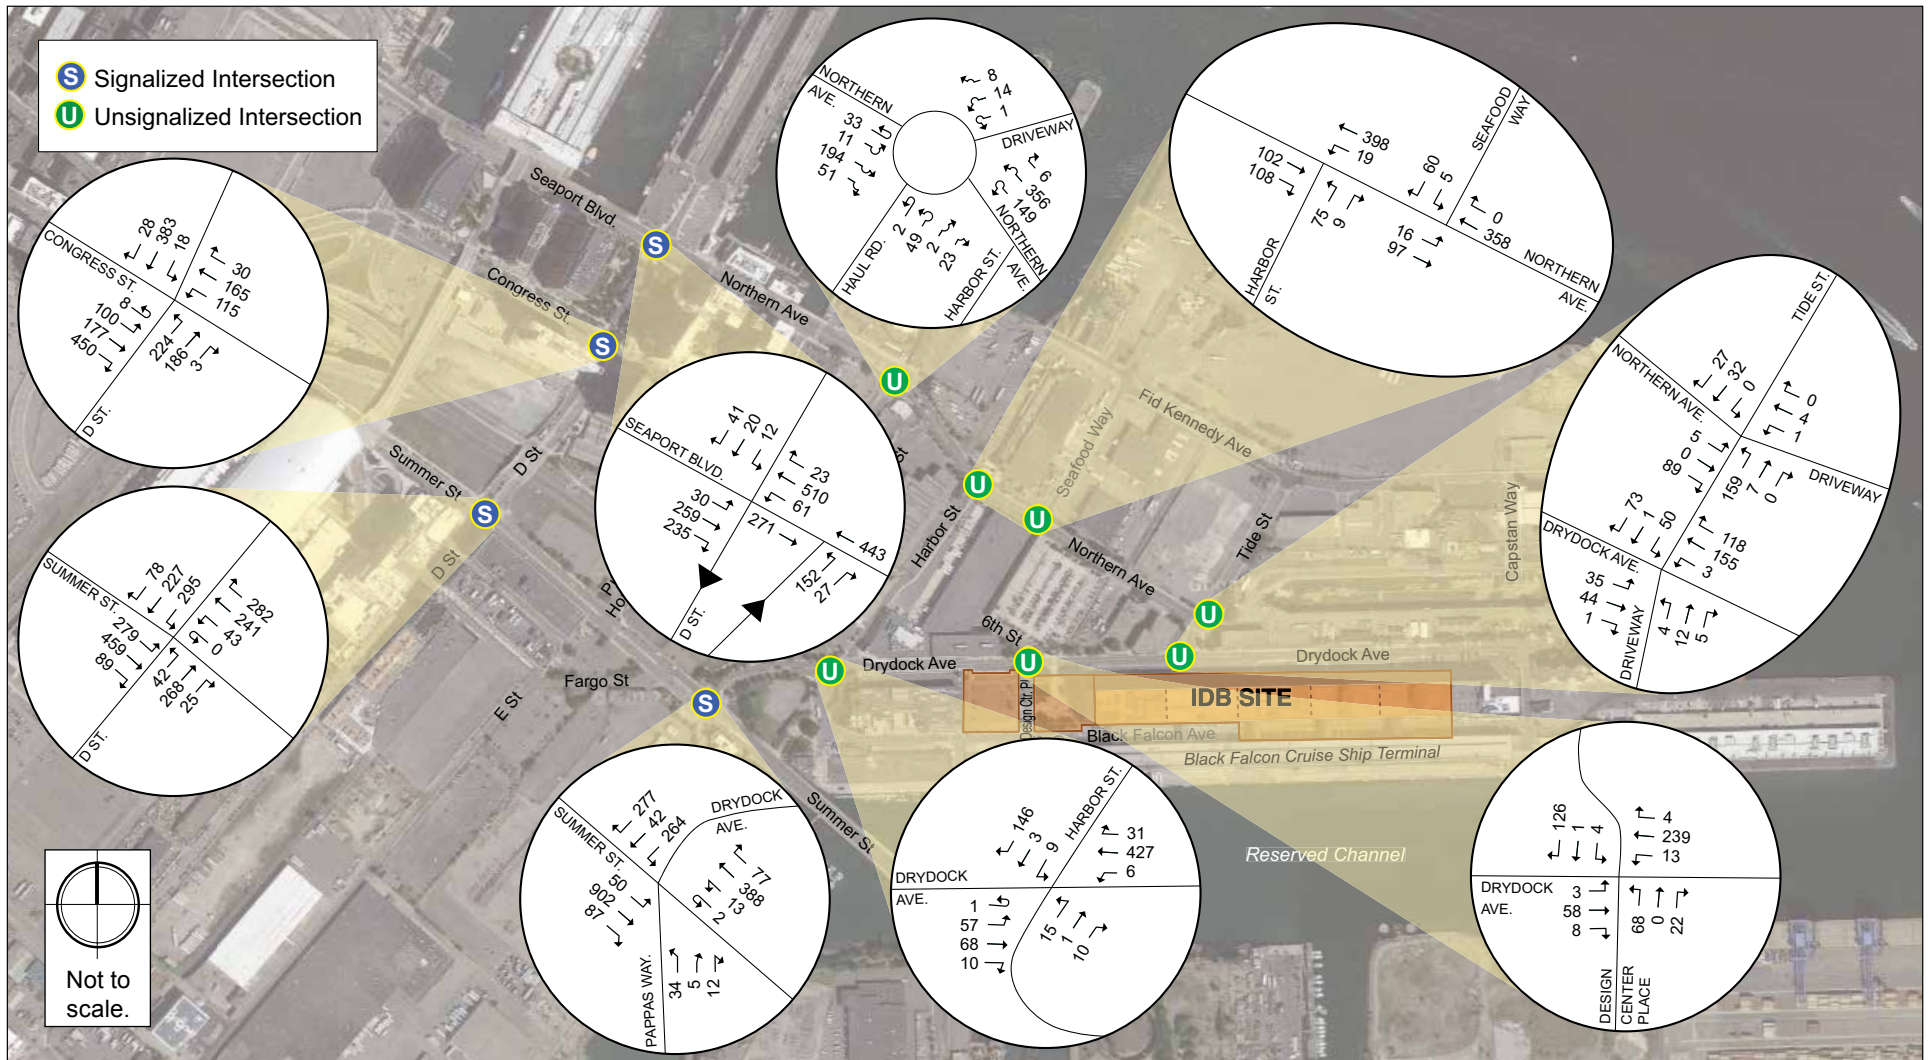 S Signalized Intersection
U Unsignalized Intersection
CONGRESS ST.
D ST.
28
383
18
30
165
115
8
100
177
450
224
186
3
SUMMER ST.
D ST.
78
227
295
282
241
43
0
279
459
89
42
268
25
SEAPORT BLVD.
D ST.
41
20
12
23
510
61
30
259
235
271
443
152
27
NORTHERN
AVE.
DRIVEWAY
HAUL RD.
HARBOR ST.
NORTHERN
AVE.
8
14
1
33
11
194
51
6
356
149
2
49
2
23
SEAFOOD
WAY
HARBOR
ST.
NORTHERN
AVE.
398
19
60
5
102
108
75
9
0
358
16
97
TIDE ST.
NORTHERN AVE.
DRIVEWAY
DRYDOCK AVE.
DRIVEWAY
27
32
0
0
4
1
5
0
89
159
7
0
73
1
50
118
155
3
35
44
1
4
12
5
SUMMER ST.
DRYDOCK
AVE.
PAPPAS WAY.
277
42
264
50
902
87
77
388
13
2
34
5
12
DRYDOCK
AVE.
HARBOR ST.
146
3
9
31
427
6
1
57
68
10
15
1
10
DRYDOCK
AVE.
DESIGN
CENTER
PLACE
126
1
4
4
239
13
3
58
8
68
0
22
Seaport Blvd.
Northern Ave
Congress St.
Summer St
D St
D St
E St
Fargo St
Summer St
Harbor St
Seafood Way
Fid Kennedy Ave
Northern Ave
Tide St
Capstan Way
6th St
Drydock Ave
Drydock Ave
Design Ctr. Pl
IDB SITE
Black Falcon Ave
Black Falcon Cruise Ship Terminal
Reserved Channel
S
S
S
S
U
U
U
U
U
U
U
Not to
scale.